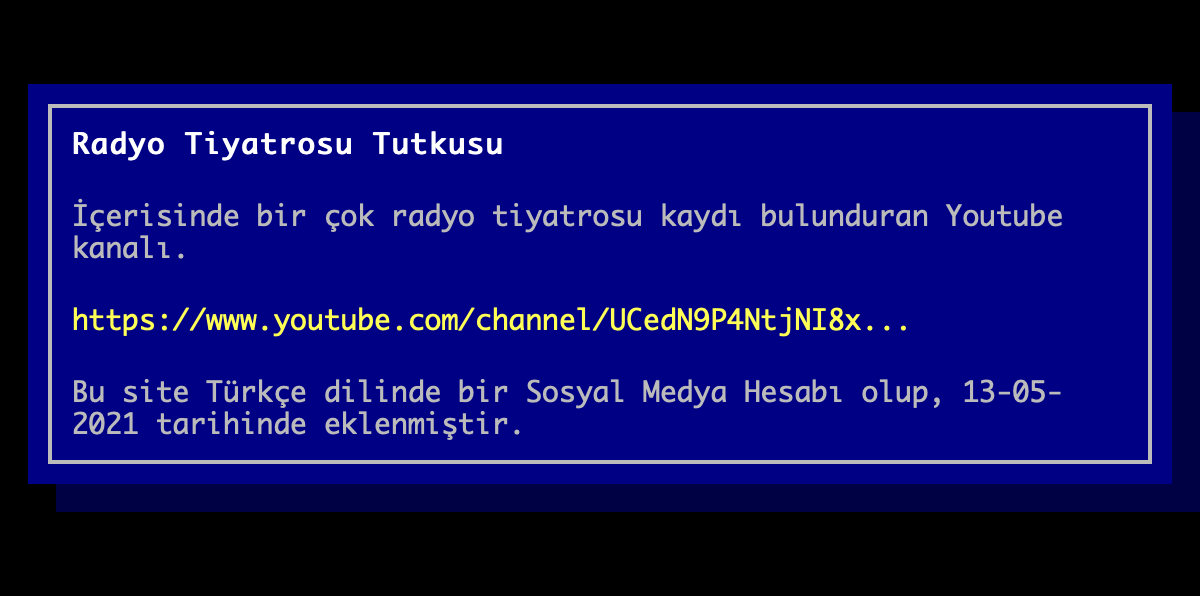 Radyo Tiyatrosu Tutkusu
İçerisinde bir çok radyo tiyatrosu kaydı bulunduran Youtube
kanalı.
https://www.youtube.com/channel/UCedN9P4NtjNI8x...
Bu site Türkçe dilinde bir Sosyal Medya Hesabı olup, 13-05-
2021 tarihinde eklenmiştir.